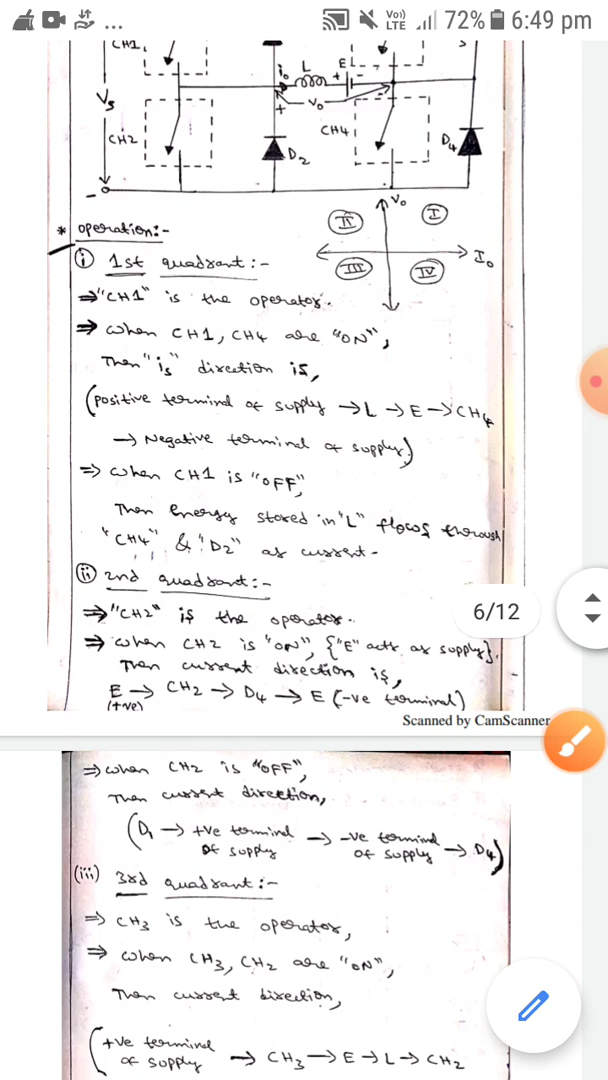 ... Vo)) LTE 72% 6:49 pm
CH1
Vs
CH2
io
L
E
+
+
Vo
CH4
D2
D4
-
Vo
Io
II
I
III
IV
* operation:-
(i) 1st quadrant:-
⇒"CH1" is the operator.
⇒ when CH1, CH4 are "ON",
Then "is" direction is,
(positive terminal of supply → L → E → CH4
→ Negative terminal of supply)
⇒ when CH1 is "OFF",
Then Energy stored in "L" flows through
"CH4" & "D2" as current-
(ii) 2nd quadrant:-
⇒"CH2" is the operator.
⇒ when CH2 is "ON", {"E" acts as supply}.
Then current direction is,
E → CH2 → D4 → E (-ve terminal)
(+ve)
6/12
Scanned by CamScanner
⇒ when CH2 is "OFF",
Then current direction,
(D1 → +ve terminal of supply → -ve terminal of supply → D4)
(iii) 3rd quadrant:-
⇒ CH3 is the operator,
⇒ when CH3, CH2 are "ON",
Then current direction,
(+ve terminal of supply → CH3 → E → L → CH2